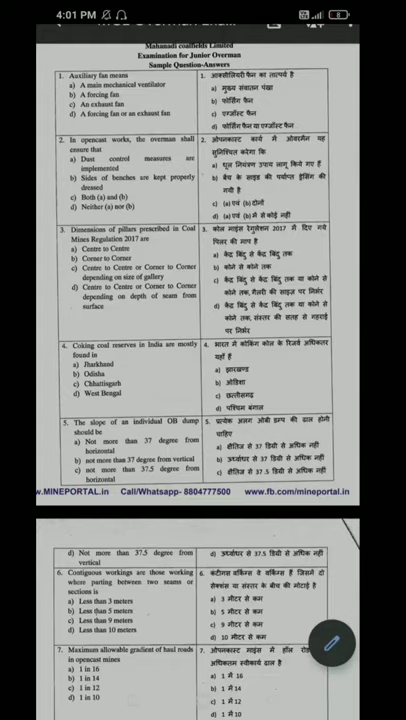 4:01 PM
Mahanadi coalfields Limited
Examination for Junior Overman
Sample Question-Answers
1. Auxiliary fan means
a) A main mechanical ventilator
b) A forcing fan
c) An exhaust fan
d) A forcing fan or an exhaust fan
1. आक्सीलियरी फैन का तात्पर्य है
a) मुख्य संवातन पंखा
b) फोर्सिंग फैन
c) एग्जॉस्ट फैन
d) फोर्सिंग फैन या एग्जॉस्ट फैन
2. In opencast works, the overman shall
ensure that
a) Dust control measures are
implemented
b) Sides of benches are kept properly
dressed
c) Both (a) and (b)
d) Neither (a) nor (b)
2. ओपनकास्ट कार्य में ओवरमैन यह
सुनिश्चित करेगा कि
a) धूल नियंत्रण उपाय लागू किये गए हैं
b) बेंच के साइड की पर्याप्त ड्रेसिंग की
गयी है
c) (a) एवं (b) दोनों
d) (a) एवं (b) में से कोई नहीं
3. Dimensions of pillars prescribed in Coal
Mines Regulation 2017 are
a) Centre to Centre
b) Corner to Corner
c) Centre to Centre or Corner to Corner
depending on size of gallery
d) Centre to Centre or Corner to Corner
depending on depth of seam from
surface
3. कोल माइंस रेगुलेशन 2017 में दिए गये
पिलर की माप है
a) केंद्र बिंदु से केंद्र बिंदु तक
b) कोने से कोने तक
c) केंद्र बिंदु से केंद्र बिंदु तक या कोने से
कोने तक, गैलरी की साइज पर निर्भर
d) केंद्र बिंदु से केंद्र बिंदु तक या कोने से
कोने तक, संस्तर की सतह से गहराई
पर निर्भर
4. Coking coal reserves in India are mostly
found in
a) Jharkhand
b) Odisha
c) Chhattisgarh
d) West Bengal
4. भारत में कोकिंग कोल के रिजर्व अधिकतर
यहाँ हैं
a) झारखण्ड
b) ओडिशा
c) छत्तीसगढ़
d) पश्चिम बंगाल
5. The slope of an individual OB dump
should be
a) Not more than 37 degree from
horizontal
b) not more than 37 degree from vertical
c) not more than 37.5 degree from
horizontal
5. प्रत्येक अलग ओबी डम्प की ढाल होनी
चाहिए
a) क्षैतिज से 37 डिग्री से अधिक नहीं
b) उर्ध्वाधर से 37 डिग्री से अधिक नहीं
c) क्षैतिज से 37.5 डिग्री से अधिक नहीं
w.MINEPORTAL.in Call/Whatsapp- 8804777500 www.fb.com/mineportal.in
d) Not more than 37.5 degree from
vertical
d) उर्ध्वाधर से 37.5 डिग्री से अधिक नहीं
6. Contiguous workings are those working
where parting between two seams or
sections is
a) Less than 3 meters
b) Less than 5 meters
c) Less than 9 meters
d) Less than 10 meters
6. कंटीगस वर्किंग्स वे वर्किंग्स हैं जिसमें दो
सेक्शंस या संस्तर के बीच की मोटाई है
a) 3 मीटर से कम
b) 5 मीटर से कम
c) 9 मीटर से कम
d) 10 मीटर से कम
7. Maximum allowable gradient of haul roads
in opencast mines
a) 1 in 16
b) 1 in 14
c) 1 in 12
d) 1 in 10
7. ओपनकास्ट माइंस में हॉल
अधिकतम स्वीकार्य ढाल है
a) 1 में 16
b) 1 में 14
c) 1 में 12
d) 1 में 10